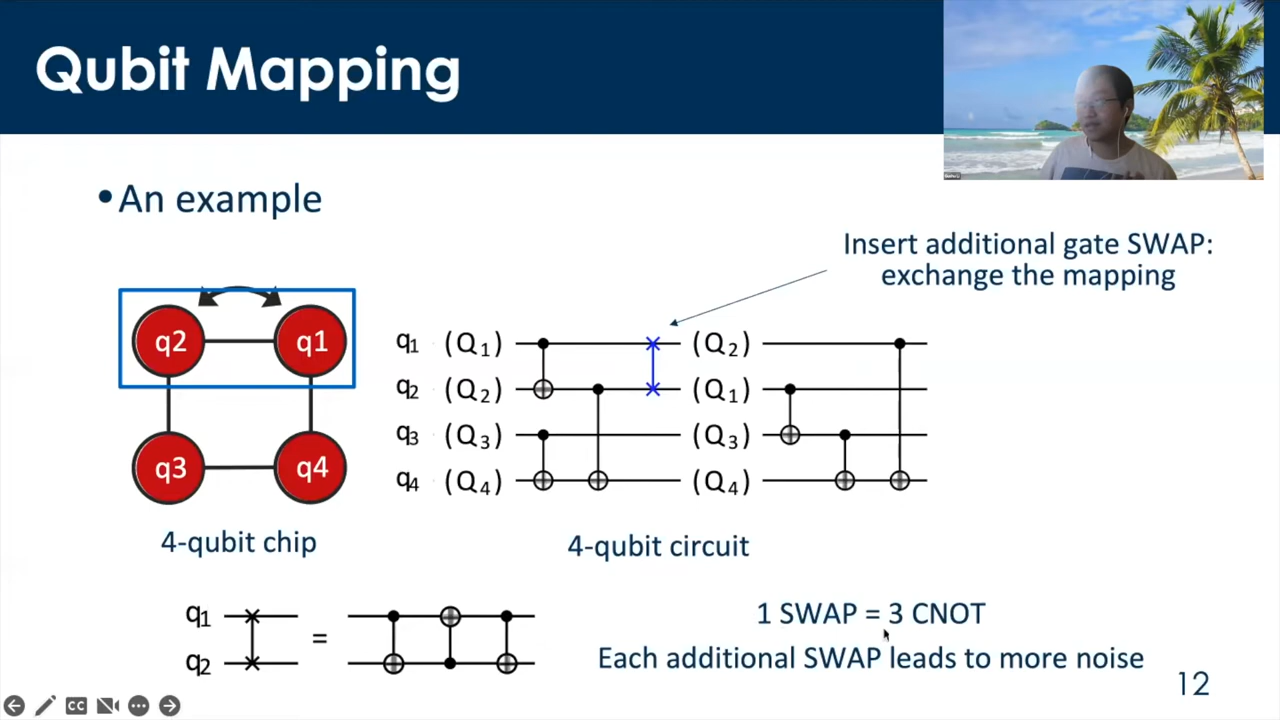 Qubit Mapping
•An example
Insert additional gate SWAP:
exchange the mapping
q2 q1
q3 q4
4-qubit chip
q₁ (Q₁) (Q₂)
q₂ (Q₂) (Q₁)
q₃ (Q₃) (Q₃)
q₄ (Q₄) (Q₄)
4-qubit circuit
q₁
=
q₂
1 SWAP = 3 CNOT
Each additional SWAP leads to more noise
12
CC